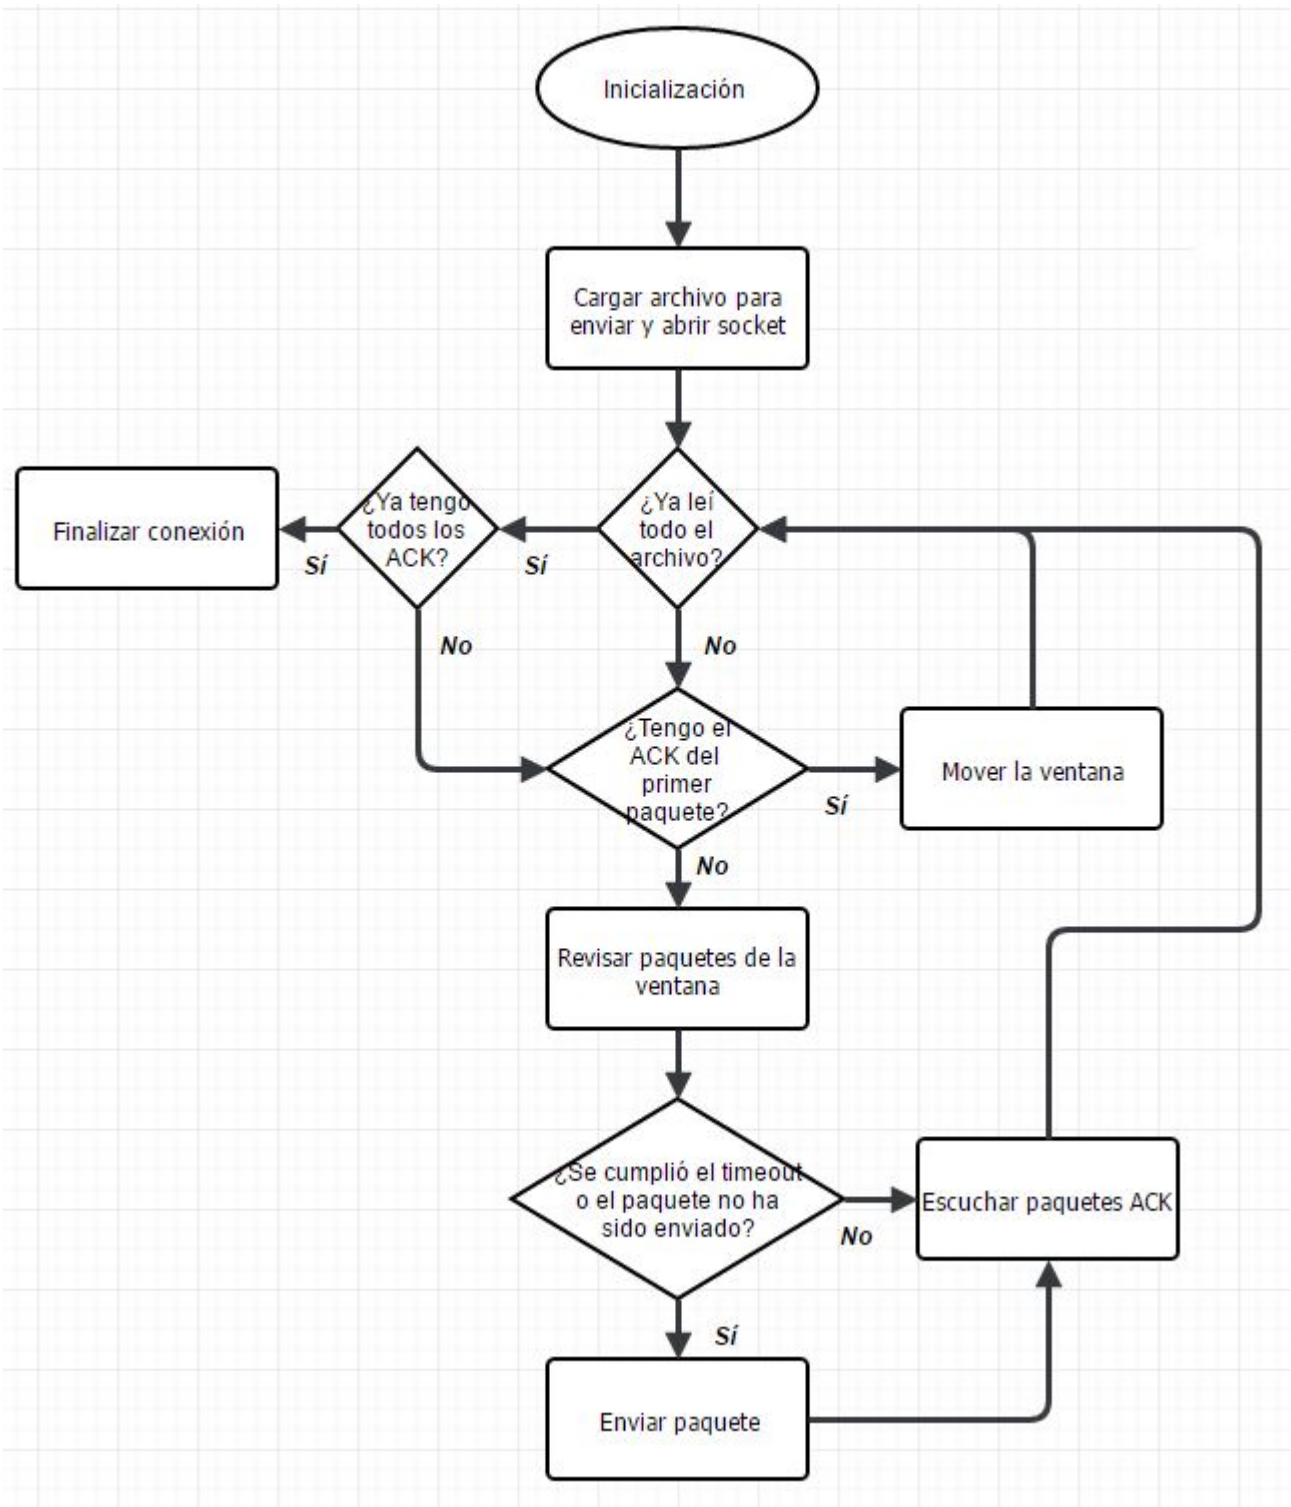 Inicialización
Cargar archivo para
enviar y abrir socket
¿Ya leí
todo el
archivo?
Sí
¿Ya tengo
todos los
ACK?
Sí
Finalizar conexión
No
No
¿Tengo el
ACK del
primer
paquete?
Sí
Mover la ventana
No
Revisar paquetes de la
ventana
¿Se cumplió el timeout
o el paquete no ha
sido enviado?
No
Escuchar paquetes ACK
Sí
Enviar paquete